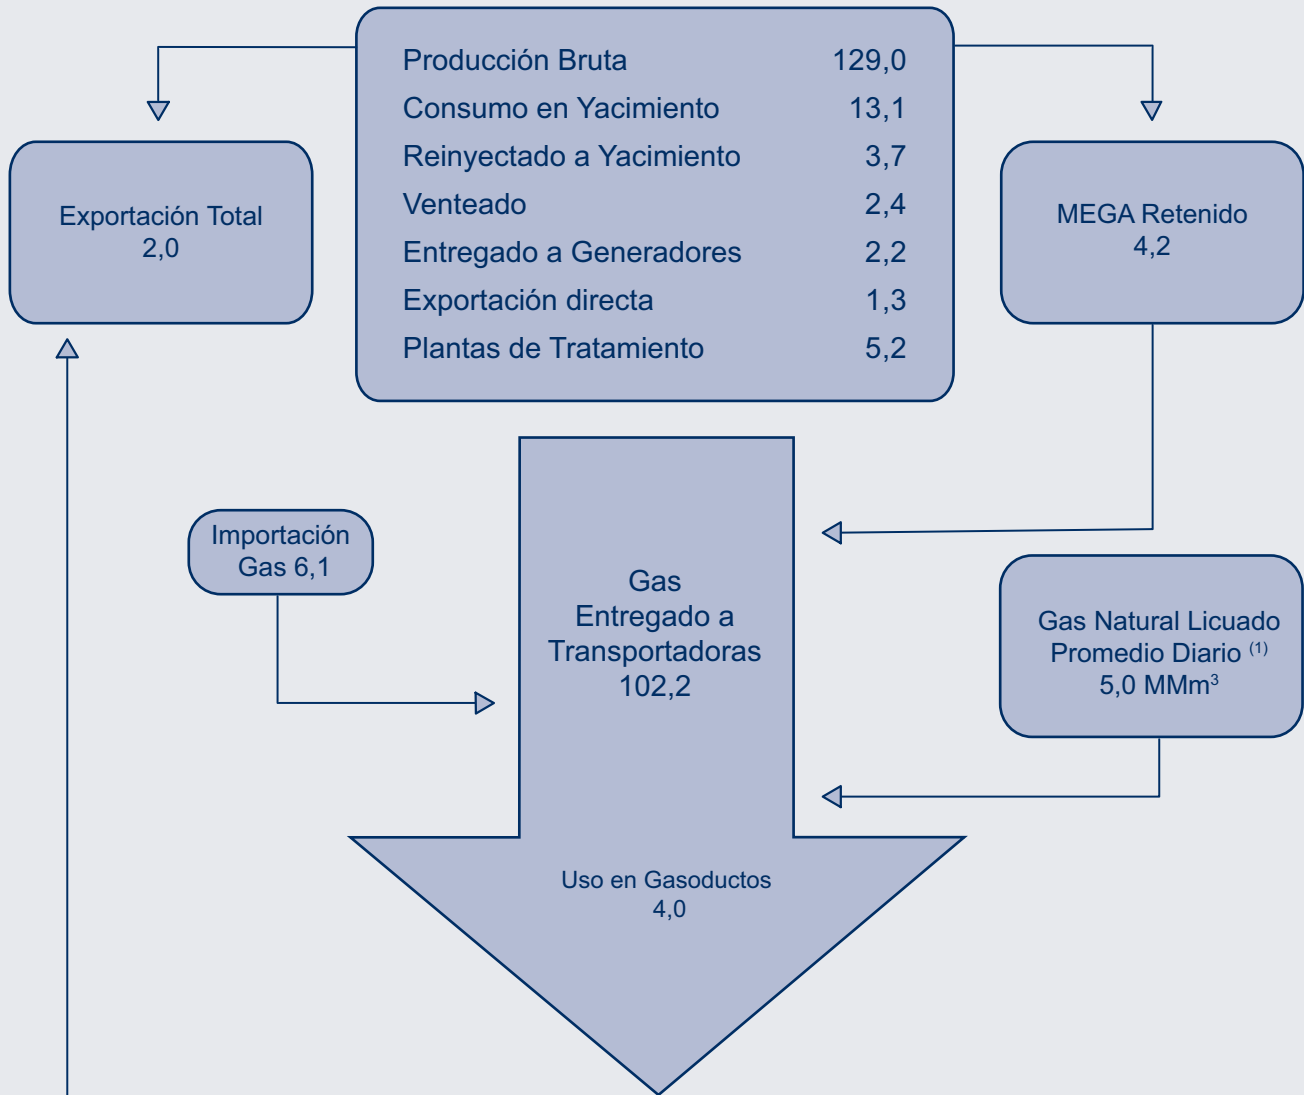 Producción Bruta 129,0
Consumo en Yacimiento 13,1
Reinyectado a Yacimiento 3,7
Venteado 2,4
Entregado a Generadores 2,2
Exportación directa 1,3
Plantas de Tratamiento 5,2
Exportación Total
2,0
MEGA Retenido
4,2
Importación
Gas 6,1
Gas
Entregado a
Transportadoras
102,2
Gas Natural Licuado
Promedio Diario (1)
5,0 MMm³
Uso en Gasoductos
4,0